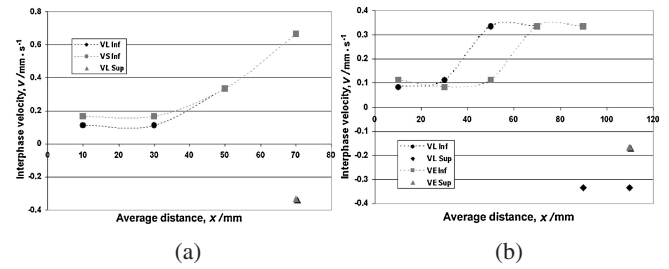 0.8
0.6
0.4
0.2
0
-0.2
-0.4
10
20
30
40
50
60
70
80
Interphase velocity, v/mm·s⁻¹
Average distance, x/mm
VL Inf
VS Inf
VL Sup
(a)
0.4
0.3
0.2
0.1
0
-0.1
-0.2
-0.3
-0.4
0
20
40
60
80
100
120
Interphase velocity, v/mm·s⁻¹
Average distance, x/mm
VL Inf
VL Sup
VE Inf
VE Sup
(b)